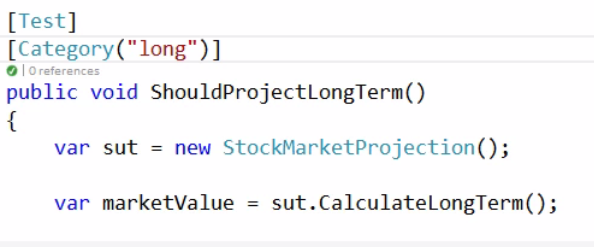 [Test]
[Category("long")]
| 0 references
public void ShouldProjectLongTerm()
{
var sut = new StockMarketProjection();
var marketValue = sut.CalculateLongTerm();